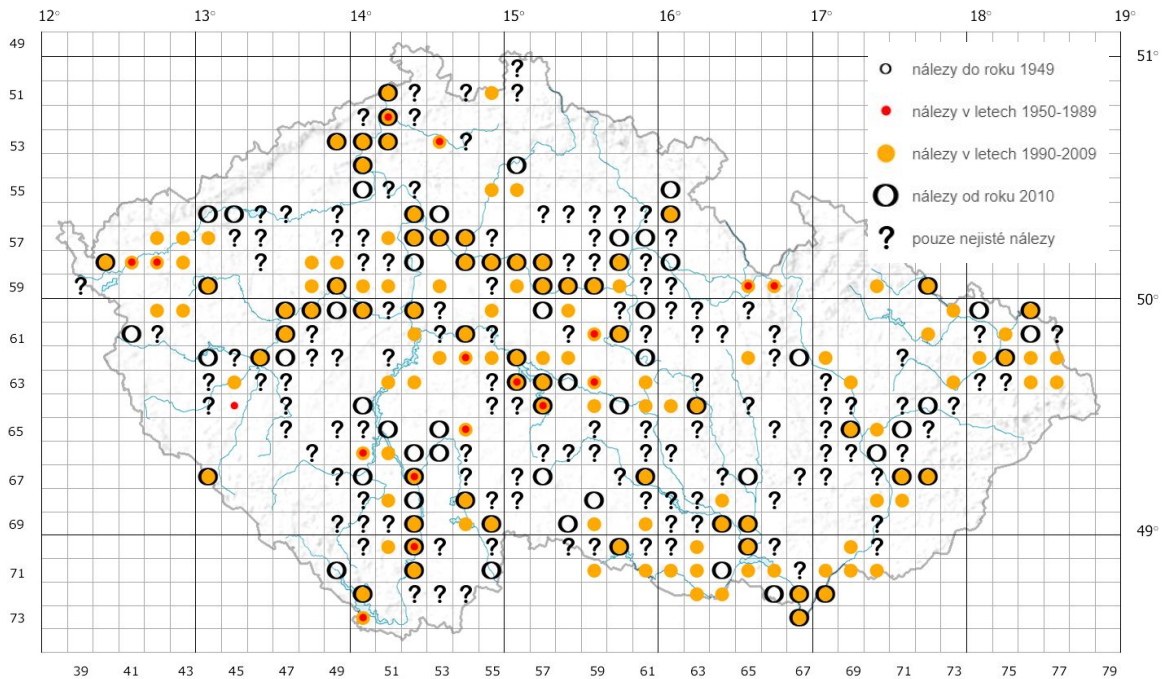 12° 13° 14° 15° 16° 17° 18° 19°
49
51°
nálezy do roku 1949
51
nálezy v letech 1950-1989
53
nálezy v letech 1990-2009
55
nálezy od roku 2010
57
? pouze nejisté nálezy
59
50°
61
63
65
67
69
49°
71
73
39 41 43 45 47 49 51 53 55 57 59 61 63 65 67 69 71 73 75 77 79